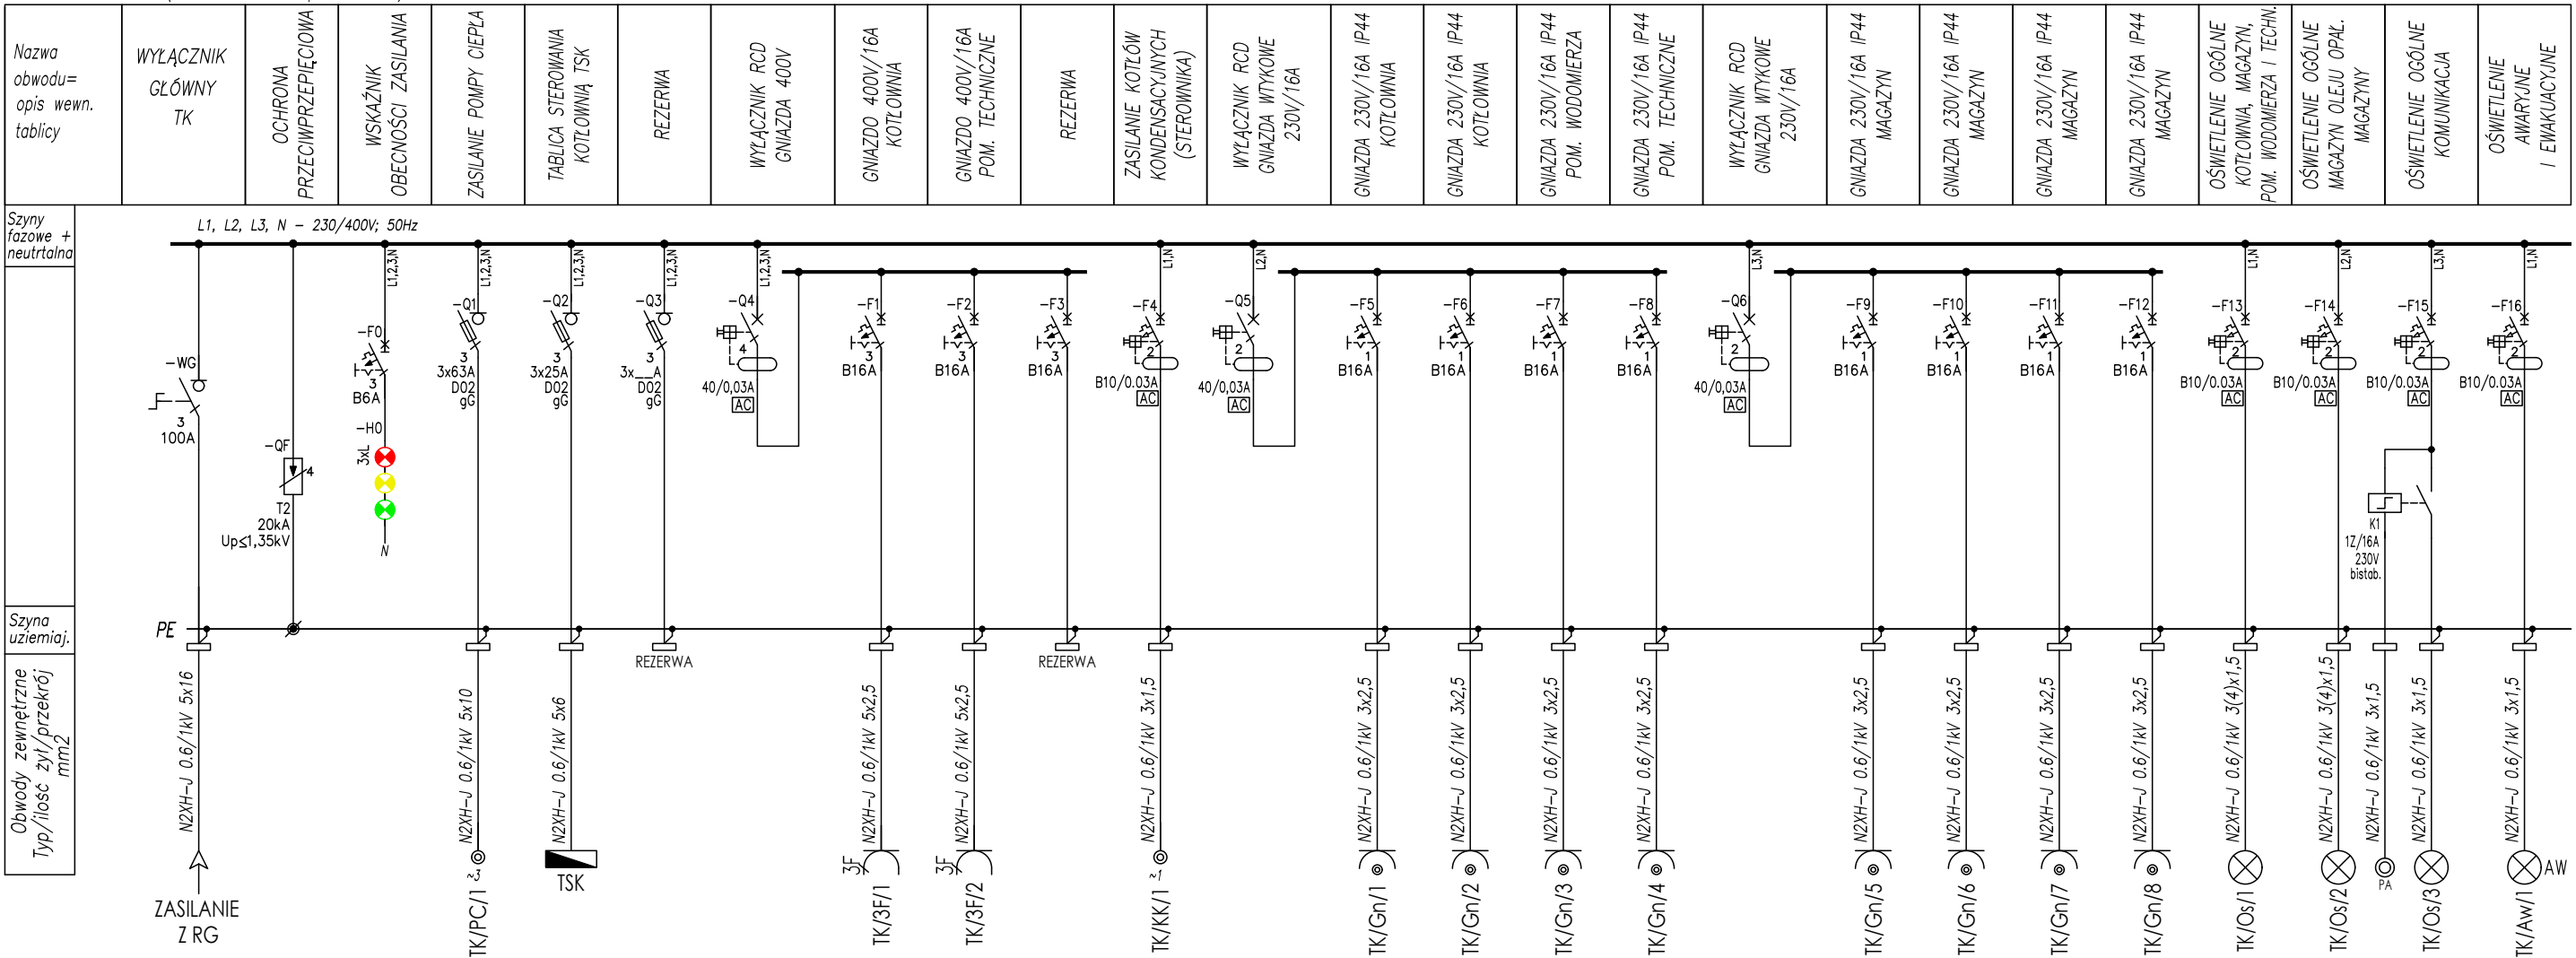 Nazwa
obwodu=
opis wewn.
tablicy
WYŁĄCZNIK
GŁÓWNY
TK
OCHRONA
PRZECIWPRZEPIĘCIOWA
WSKAŹNIK
OBECNOŚCI ZASILANIA
ZASILANIE POMPY CIEPŁA
TABLICA STEROWANIA
KOTŁOWNIĄ TSK
REZERWA
WYŁĄCZNIK RCD
GNIAZDA 400V
GNIAZDO 400V/16A
KOTŁOWNIA
GNIAZDO 400V/16A
POM. TECHNICZNE
REZERWA
ZASILANIE KOTŁÓW
KONDENSACYJNYCH
(STEROWNIKA)
WYŁĄCZNIK RCD
GNIAZDA WTYKOWE
230V/16A
GNIAZDA 230V/16A IP44
KOTŁOWNIA
GNIAZDA 230V/16A IP44
KOTŁOWNIA
GNIAZDA 230V/16A IP44
POM. WODOMIERZA
GNIAZDA 230V/16A IP44
POM. TECHNICZNE
WYŁĄCZNIK RCD
GNIAZDA WTYKOWE
230V/16A
GNIAZDA 230V/16A IP44
MAGAZYN
GNIAZDA 230V/16A IP44
MAGAZYN
GNIAZDA 230V/16A IP44
MAGAZYN
GNIAZDA 230V/16A IP44
MAGAZYN
OŚWIETLENIE OGÓLNE
KOTŁOWNIA, MAGAZYN,
POM. WODOMIERZA I TECHN.
OŚWIETLENIE OGÓLNE
MAGAZYN OLEJU OPAŁ.
MAGAZYNY
OŚWIETLENIE OGÓLNE
KOMUNIKACJA
OŚWIETLENIE
AWARYJNE
I EWAKUACYJNE
Szyny
fazowe +
neutrtalna
L1, L2, L3, N - 230/400V; 50Hz
L1,2,3,N
L1,2,3,N
L1,2,3,N
L1,2,3,N
L1,2,3,N
L1,N
L2,N
L3,N
L1,N
L2,N
L3,N
L1,N
-WG
3
100A
-QF
4
T2
20kA
Up≤1,35kV
-F0
3
B6A
-H0
3xL
N
-Q1
3
3x63A
D02
gG
-Q2
3
3x25A
D02
gG
-Q3
3
3x__A
D02
gG
-Q4
4
40/0,03A
AC
-F1
3
B16A
-F2
3
B16A
-F3
3
B16A
-F4
2
B10/0.03A
AC
-Q5
2
40/0,03A
AC
-F5
1
B16A
-F6
1
B16A
-F7
1
B16A
-F8
1
B16A
-Q6
2
40/0,03A
AC
-F9
1
B16A
-F10
1
B16A
-F11
1
B16A
-F12
1
B16A
-F13
2
B10/0.03A
AC
-F14
2
B10/0.03A
AC
-F15
2
B10/0.03A
AC
K1
1Z/16A
230V
bistab.
-F16
2
B10/0.03A
AC
Szyna
uziemiaj.
PE
REZERWA
REZERWA
Obwody zewnętrzne
Typ/ilość żył/przekrój
mm2
N2XH-J 0.6/1kV 5x16
N2XH-J 0.6/1kV 5x10
N2XH-J 0.6/1kV 5x6
N2XH-J 0.6/1kV 5x2,5
N2XH-J 0.6/1kV 5x2,5
N2XH-J 0.6/1kV 3x1,5
N2XH-J 0.6/1kV 3x2,5
N2XH-J 0.6/1kV 3x2,5
N2XH-J 0.6/1kV 3x2,5
N2XH-J 0.6/1kV 3x2,5
N2XH-J 0.6/1kV 3x2,5
N2XH-J 0.6/1kV 3x2,5
N2XH-J 0.6/1kV 3x2,5
N2XH-J 0.6/1kV 3x2,5
N2XH-J 0.6/1kV 3(4)x1,5
N2XH-J 0.6/1kV 3(4)x1,5
N2XH-J 0.6/1kV 3x1,5
N2XH-J 0.6/1kV 3x1,5
N2XH-J 0.6/1kV 3x1,5
ZASILANIE
Z RG
~3
TK/PC/1
TSK
3F
TK/3F/1
3F
TK/3F/2
~1
TK/KK/1
TK/Gn/1
TK/Gn/2
TK/Gn/3
TK/Gn/4
TK/Gn/5
TK/Gn/6
TK/Gn/7
TK/Gn/8
TK/Os/1
TK/Os/2
PA
TK/Os/3
AW
TK/Aw/1